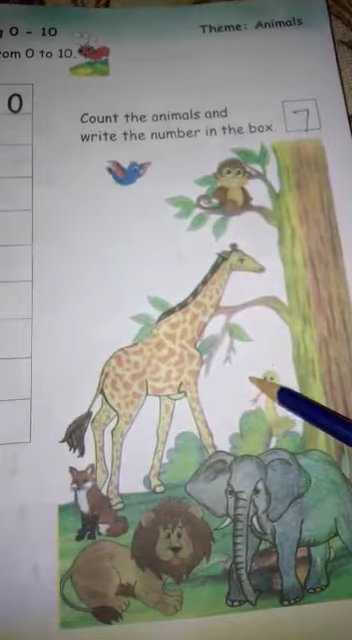 0 - 10
Theme: Animals
om 0 to 10.
0
Count the animals and
write the number in the box.
7